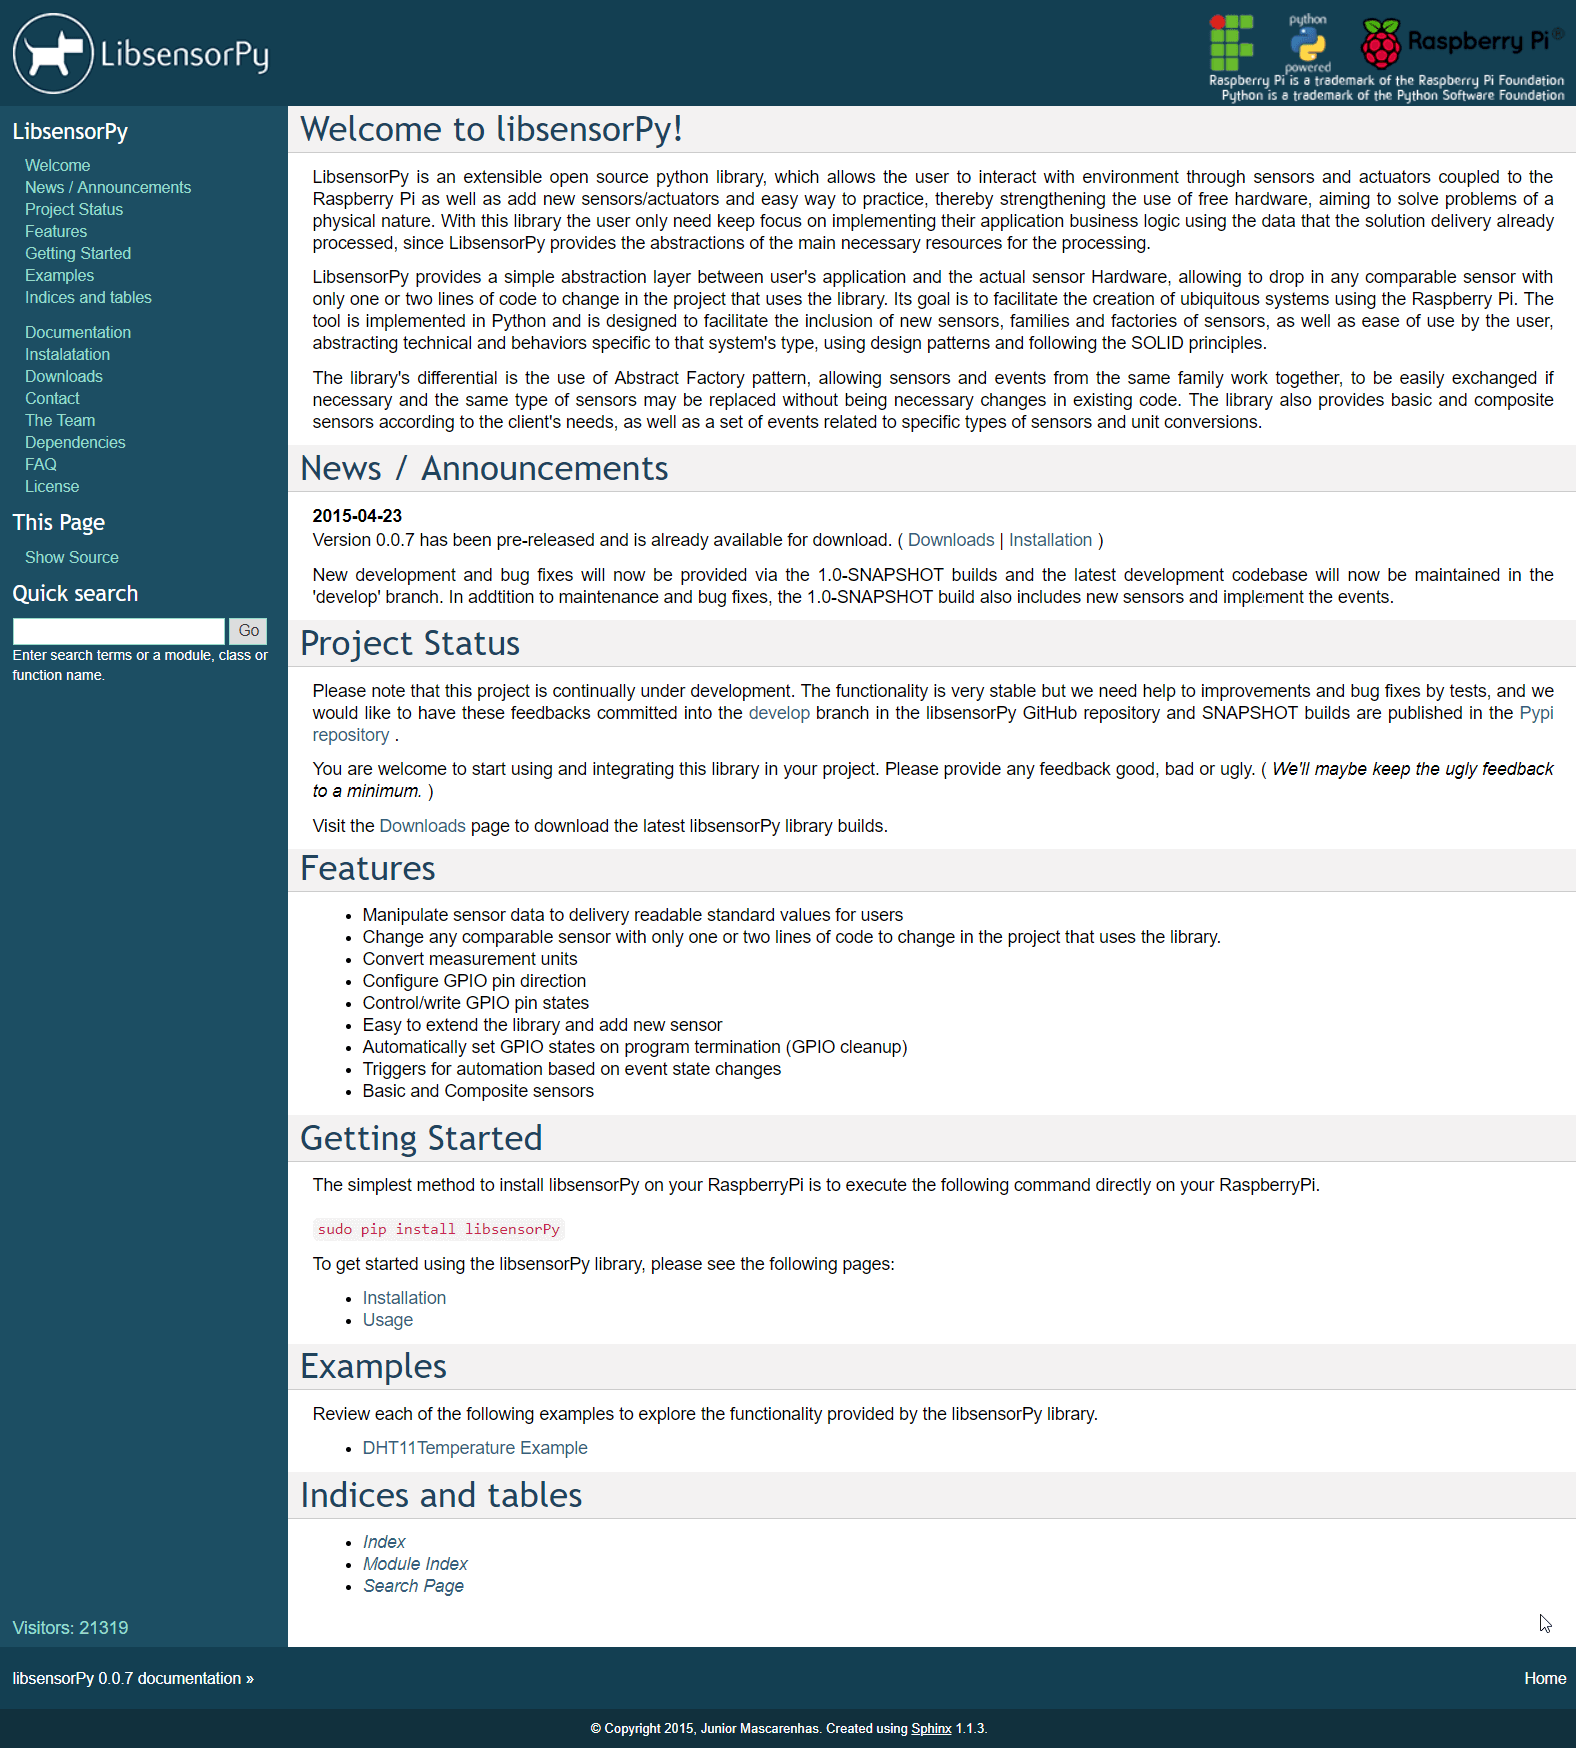 LibsensorPy
python
powered
Raspberry Pi®
Raspberry Pi is a trademark of the Raspberry Pi Foundation
Python is a trademark of the Python Software Foundation
LibsensorPy
Welcome
News / Announcements
Project Status
Features
Getting Started
Examples
Indices and tables
Documentation
Instalatation
Downloads
Contact
The Team
Dependencies
FAQ
License
This Page
Show Source
Quick search
Go
Enter search terms or a module, class or
function name.
Visitors: 21319
Welcome to libsensorPy!
LibsensorPy is an extensible open source python library, which allows the user to interact with environment through sensors and actuators coupled to the
Raspberry Pi as well as add new sensors/actuators and easy way to practice, thereby strengthening the use of free hardware, aiming to solve problems of a
physical nature. With this library the user only need keep focus on implementing their application business logic using the data that the solution delivery already
processed, since LibsensorPy provides the abstractions of the main necessary resources for the processing.
LibsensorPy provides a simple abstraction layer between user's application and the actual sensor Hardware, allowing to drop in any comparable sensor with
only one or two lines of code to change in the project that uses the library. Its goal is to facilitate the creation of ubiquitous systems using the Raspberry Pi. The
tool is implemented in Python and is designed to facilitate the inclusion of new sensors, families and factories of sensors, as well as ease of use by the user,
abstracting technical and behaviors specific to that system's type, using design patterns and following the SOLID principles.
The library's differential is the use of Abstract Factory pattern, allowing sensors and events from the same family work together, to be easily exchanged if
necessary and the same type of sensors may be replaced without being necessary changes in existing code. The library also provides basic and composite
sensors according to the client's needs, as well as a set of events related to specific types of sensors and unit conversions.
News / Announcements
2015-04-23
Version 0.0.7 has been pre-released and is already available for download. ( Downloads | Installation )
New development and bug fixes will now be provided via the 1.0-SNAPSHOT builds and the latest development codebase will now be maintained in the
'develop' branch. In addtition to maintenance and bug fixes, the 1.0-SNAPSHOT build also includes new sensors and implement the events.
Project Status
Please note that this project is continually under development. The functionality is very stable but we need help to improvements and bug fixes by tests, and we
would like to have these feedbacks committed into the develop branch in the libsensorPy GitHub repository and SNAPSHOT builds are published in the Pypi
repository .
You are welcome to start using and integrating this library in your project. Please provide any feedback good, bad or ugly. ( We'll maybe keep the ugly feedback
to a minimum. )
Visit the Downloads page to download the latest libsensorPy library builds.
Features
• Manipulate sensor data to delivery readable standard values for users
• Change any comparable sensor with only one or two lines of code to change in the project that uses the library.
• Convert measurement units
• Configure GPIO pin direction
• Control/write GPIO pin states
• Easy to extend the library and add new sensor
• Automatically set GPIO states on program termination (GPIO cleanup)
• Triggers for automation based on event state changes
• Basic and Composite sensors
Getting Started
The simplest method to install libsensorPy on your RaspberryPi is to execute the following command directly on your RaspberryPi.
sudo pip install libsensorPy
To get started using the libsensorPy library, please see the following pages:
• Installation
• Usage
Examples
Review each of the following examples to explore the functionality provided by the libsensorPy library.
• DHT11Temperature Example
Indices and tables
• Index
• Module Index
• Search Page
libsensorPy 0.0.7 documentation »
Home
© Copyright 2015, Junior Mascarenhas. Created using Sphinx 1.1.3.